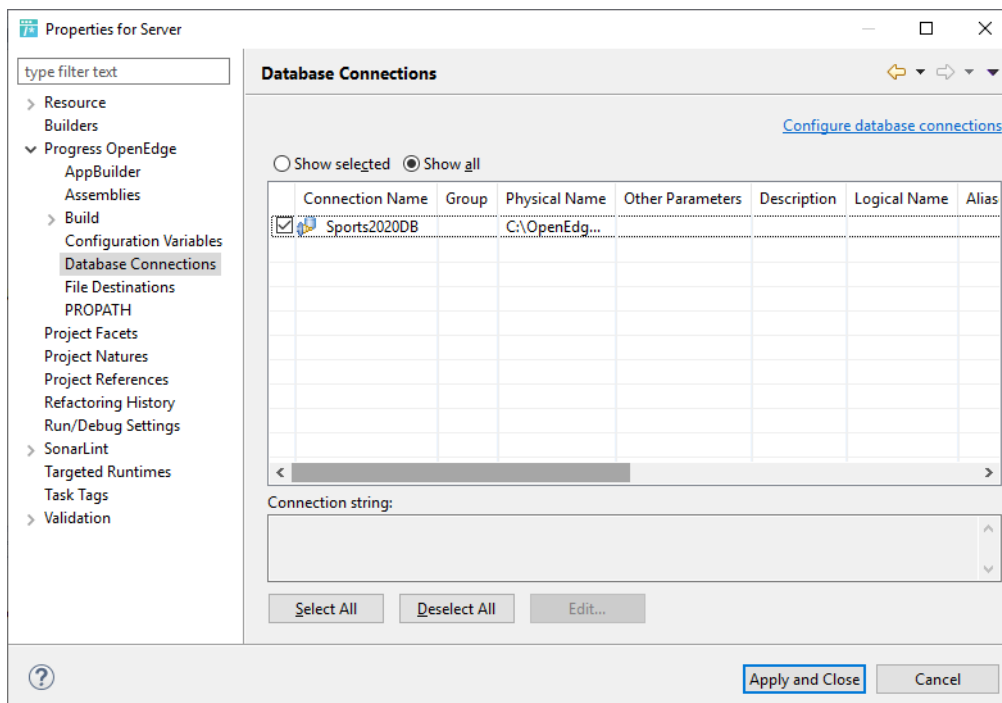 Properties for Server
type filter text
Resource
Builders
Progress OpenEdge
AppBuilder
Assemblies
Build
Configuration Variables
Database Connections
File Destinations
PROPATH
Project Facets
Project Natures
Project References
Refactoring History
Run/Debug Settings
SonarLint
Targeted Runtimes
Task Tags
Validation
Database Connections
Configure database connections
Show selected Show all
Connection Name Group Physical Name Other Parameters Description Logical Name Alias
Sports2020DB C:\OpenEdg...
Connection string:
Select All Deselect All Edit...
? Apply and Close Cancel